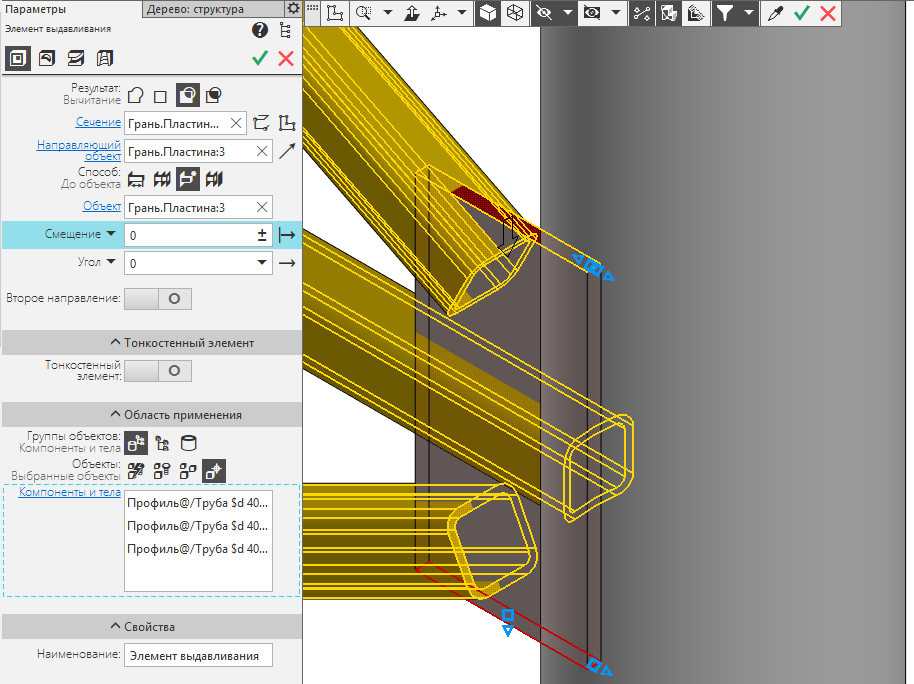 Параметры
Дерево: структура
Элемент выдавливания
Результат:
Вычитание
Сечение
Грань.Пластин...
Направляющий
объект
Грань.Пластина:3
Способ:
До объекта
Объект
Грань.Пластина:3
Смещение
0
Угол
0
Второе направление:
Тонкостенный элемент
Тонкостенный
элемент:
Область применения
Группы объектов:
Компоненты и тела
Объекты:
Выбранные объекты
Компоненты и тела
Профиль@/Труба $d 40...
Профиль@/Труба $d 40...
Профиль@/Труба $d 40...
Свойства
Наименование:
Элемент выдавливания